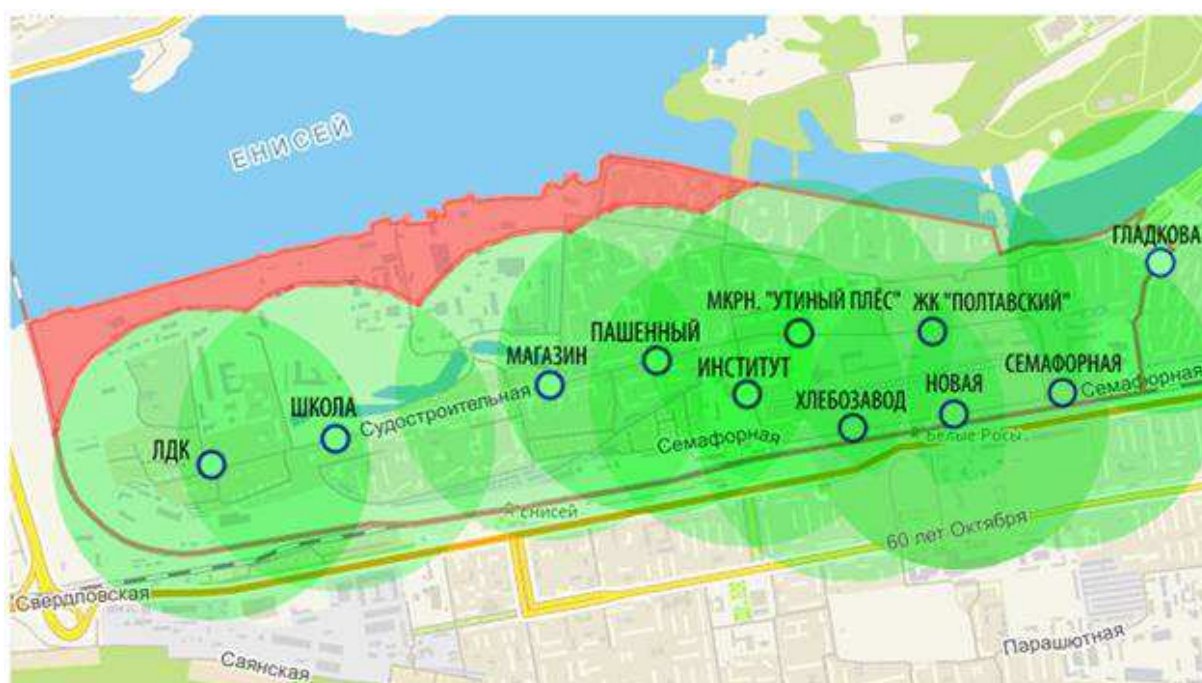 ЕНИСЕЙ
ГЛАДКОВА
МКРН. "УТИНЫЙ ПЛЁС"
ЖК "ПОЛТАВСКИЙ"
ПАШЕННЫЙ
МАГАЗИН
ИНСТИТУТ
СЕМАФОРНАЯ
Семафорная
НОВАЯ
ХЛЕБОЗАВОД
ШКОЛА
Судостроительная
Семафорная
Белые Росы
ЛДК
Енисей
60 лет Октября
Свердловская
Парашютная
Саянская